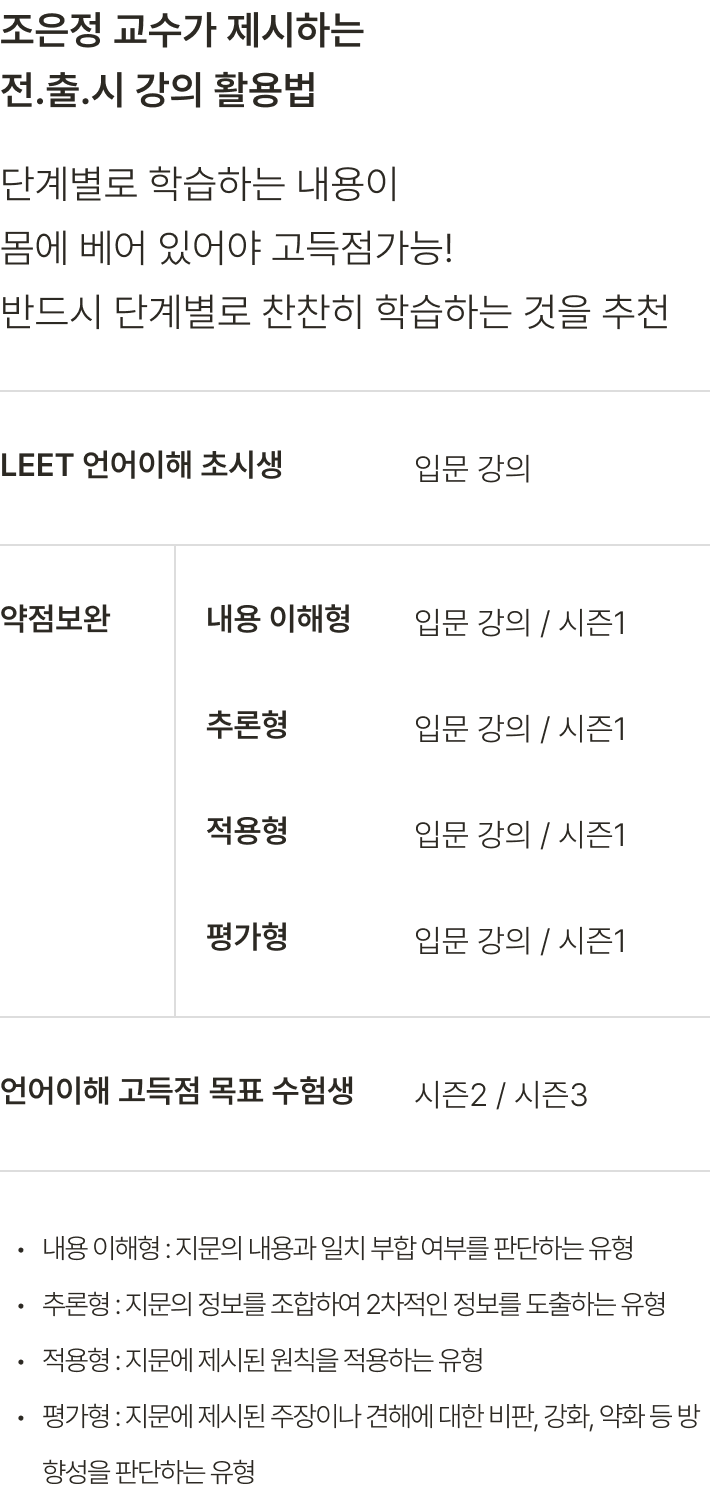 조은정 교수가 제시하는
전.출.시 강의 활용법
단계별로 학습하는 내용이
몸에 베어 있어야 고득점가능!
반드시 단계별로 찬찬히 학습하는 것을 추천
LEET 언어이해 초시생 입문 강의
약점보완 내용 이해형 입문 강의 / 시즌1
추론형 입문 강의 / 시즌1
적용형 입문 강의 / 시즌1
평가형 입문 강의 / 시즌1
언어이해 고득점 목표 수험생 시즌2 / 시즌3
• 내용 이해형 : 지문의 내용과 일치 부합 여부를 판단하는 유형
• 추론형 : 지문의 정보를 조합하여 2차적인 정보를 도출하는 유형
• 적용형 : 지문에 제시된 원칙을 적용하는 유형
• 평가형 : 지문에 제시된 주장이나 견해에 대한 비판, 강화, 약화 등 방
향성을 판단하는 유형